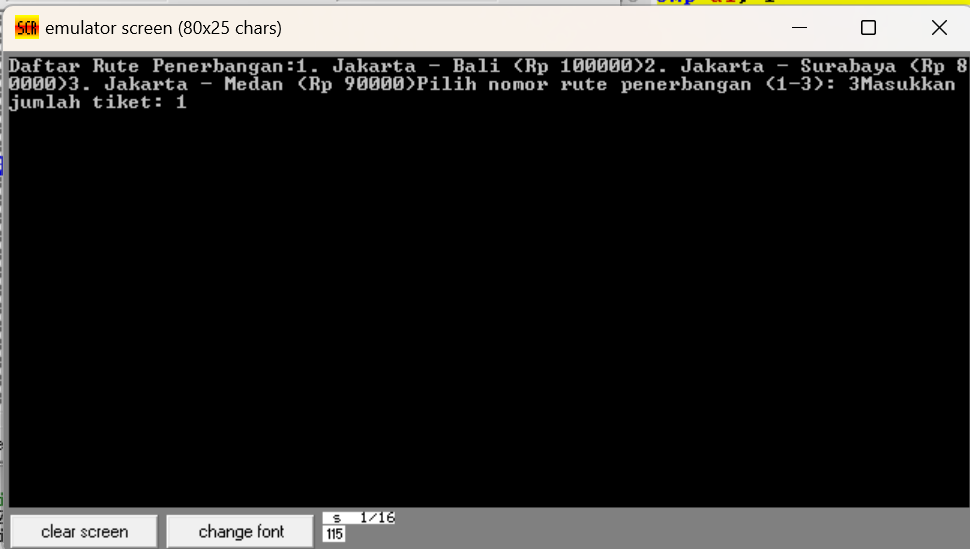 emulator screen (80x25 chars)
Daftar Rute Penerbangan:1. Jakarta - Bali (Rp 100000)2. Jakarta - Surabaya (Rp 8
0000)3. Jakarta - Medan (Rp 90000)Pilih nomor rute penerbangan (1-3): 3Masukkan
jumlah tiket: 1
clear screen
change font
s 1/16
115